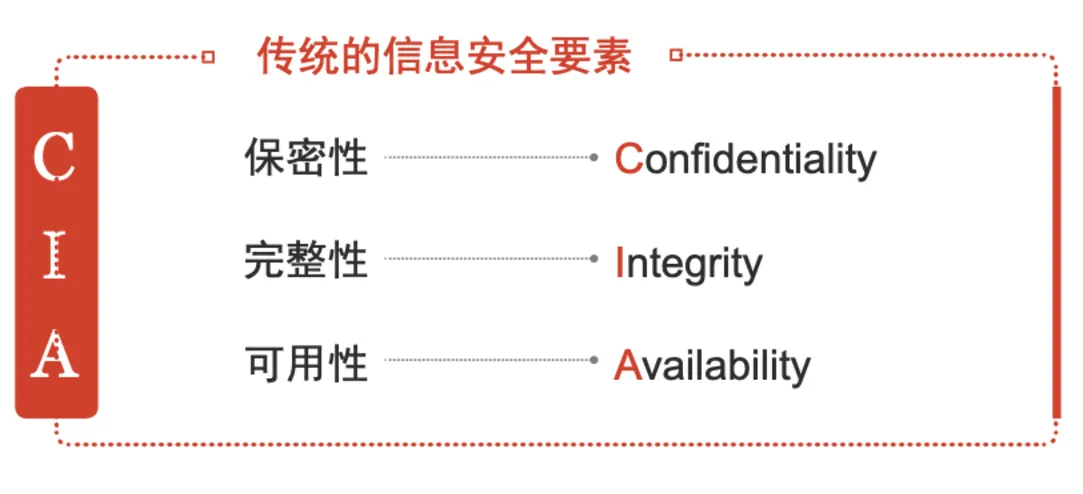 传统的信息安全要素
C
I
A
保密性 Confidentiality
完整性 Integrity
可用性 Availability